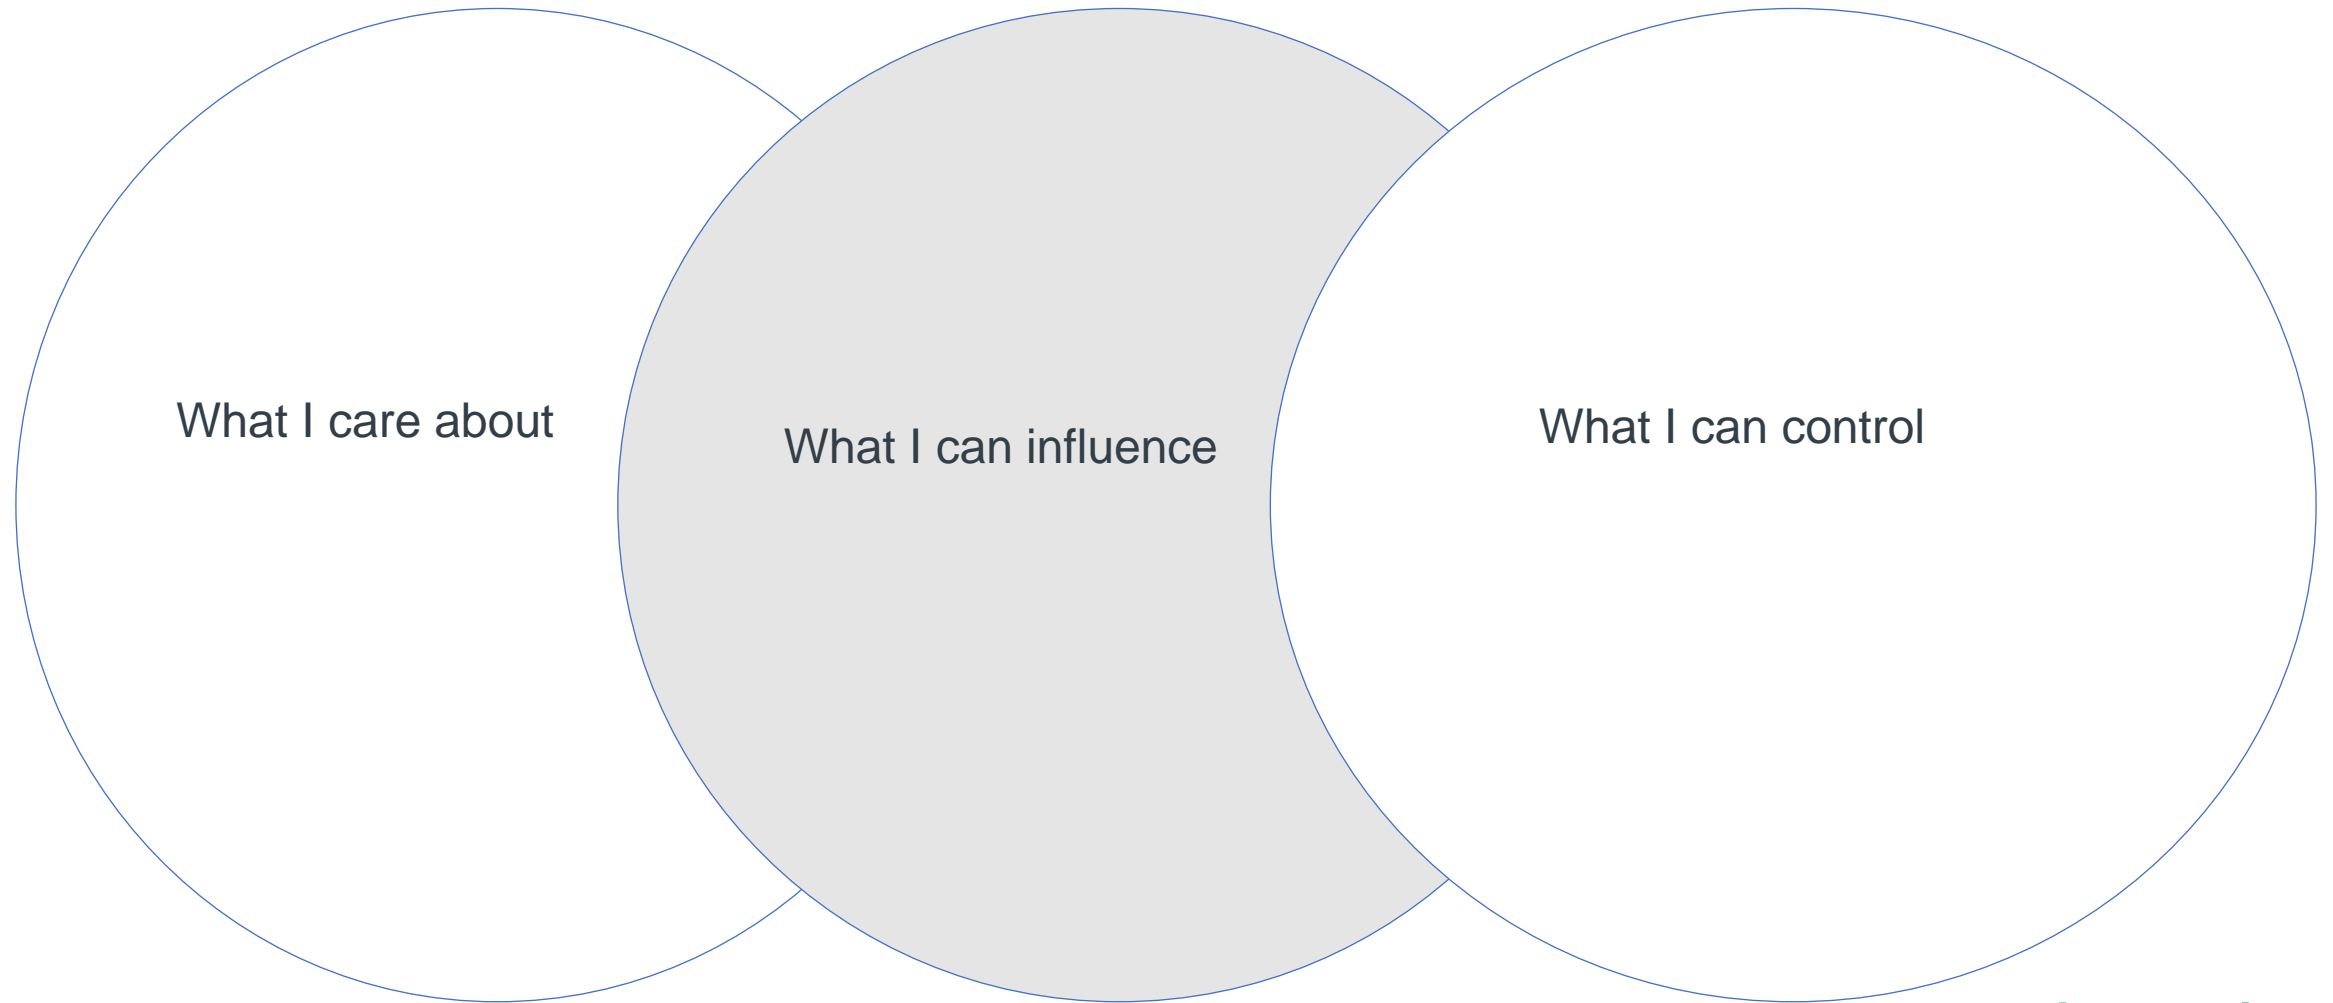 What I care about
What I can influence
What I can control